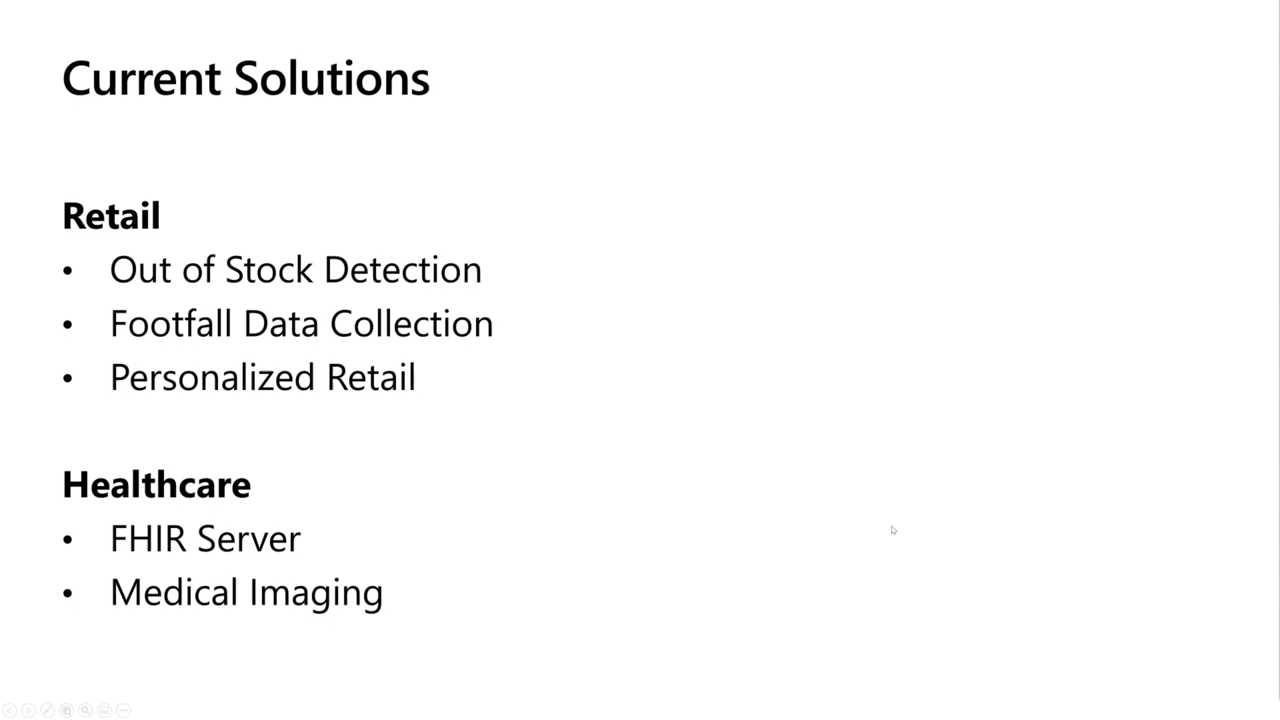 Current Solutions
Retail
• Out of Stock Detection
• Footfall Data Collection
• Personalized Retail
Healthcare
• FHIR Server
• Medical Imaging